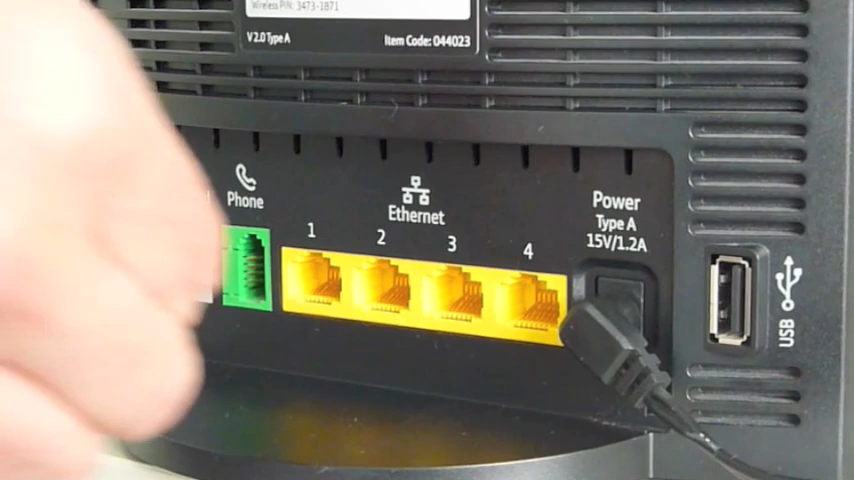 Wireless PIN: 3473-1871
V 2.0 Type A
Item Code: 044023
Phone
Ethernet
1
2
3
4
Power
Type A
15V/1.2A
USB